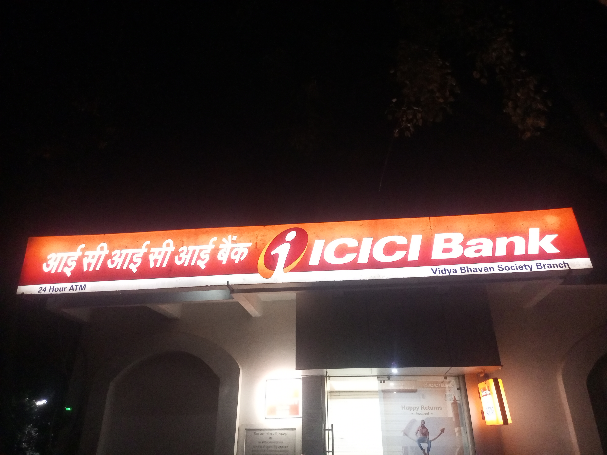 आई सी आई सी आई बैंक ICICI Bank
24 Hour ATM
Vidya Bhavan Society Branch
Happy Returns